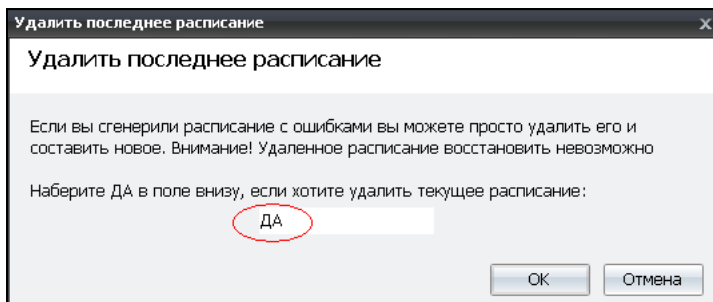 Удалить последнее расписание
x
Удалить последнее расписание
Если вы сгенерили расписание с ошибками вы можете просто удалить его и
составить новое. Внимание! Удаленное расписание восстановить невозможно
Наберите ДА в поле внизу, если хотите удалить текущее расписание:
ДА
OK
Отмена